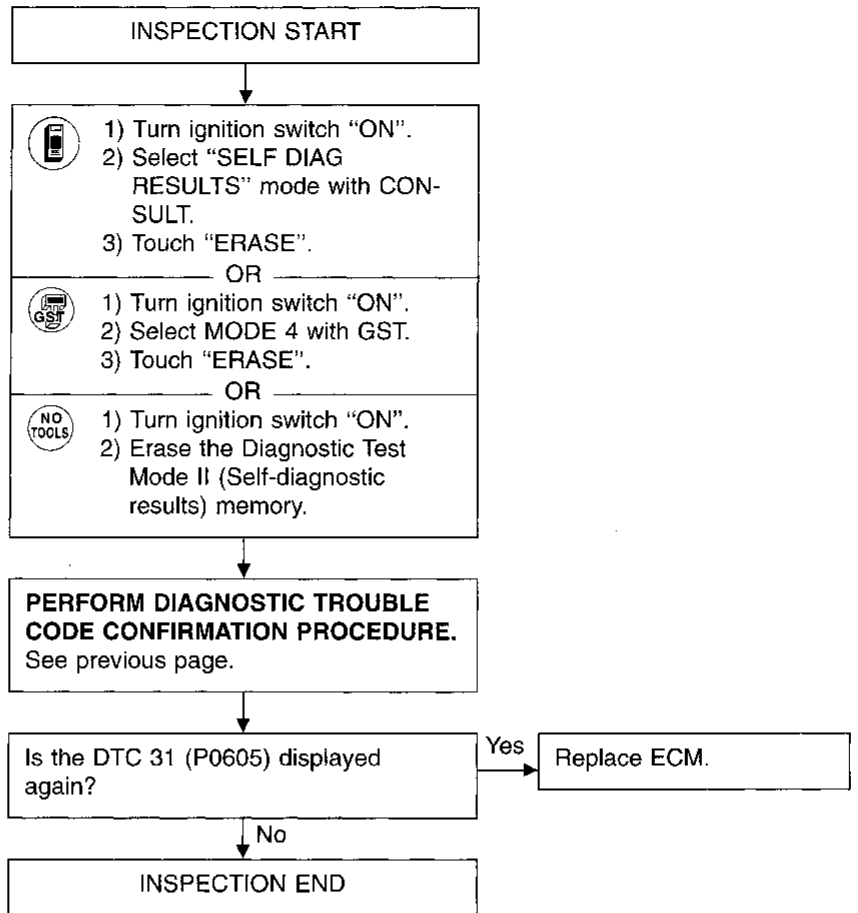 INSPECTION START
1) Turn ignition switch “ON”.
2) Select “SELF DIAG
RESULTS” mode with CON-
SULT.
3) Touch “ERASE”.
OR
GST
1) Turn ignition switch “ON”.
2) Select MODE 4 with GST.
3) Touch “ERASE”.
OR
NO
TOOLS
1) Turn ignition switch “ON”.
2) Erase the Diagnostic Test
Mode II (Self-diagnostic
results) memory.
PERFORM DIAGNOSTIC TROUBLE
CODE CONFIRMATION PROCEDURE.
See previous page.
Is the DTC 31 (P0605) displayed
again?
Yes
Replace ECM.
No
INSPECTION END